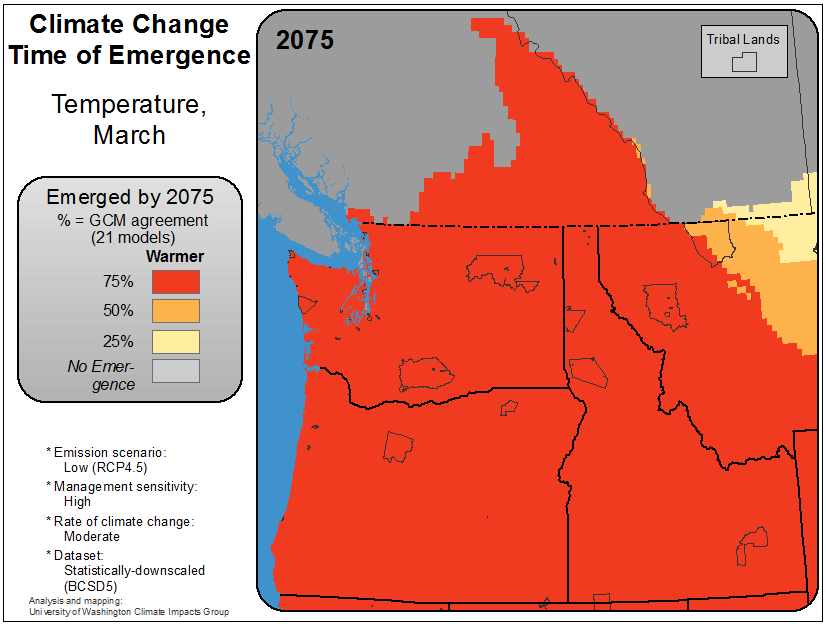 Climate Change
Time of Emergence
Temperature,
March
Emerged by 2075
% = GCM agreement
(21 models)
Warmer
75%
50%
25%
No Emer-
gence
* Emission scenario:
Low (RCP4.5)
* Management sensitivity:
High
* Rate of climate change:
Moderate
* Dataset:
Statistically-downscaled
(BCSD5)
Analysis and mapping:
University of Washington Climate Impacts Group
2075
Tribal Lands